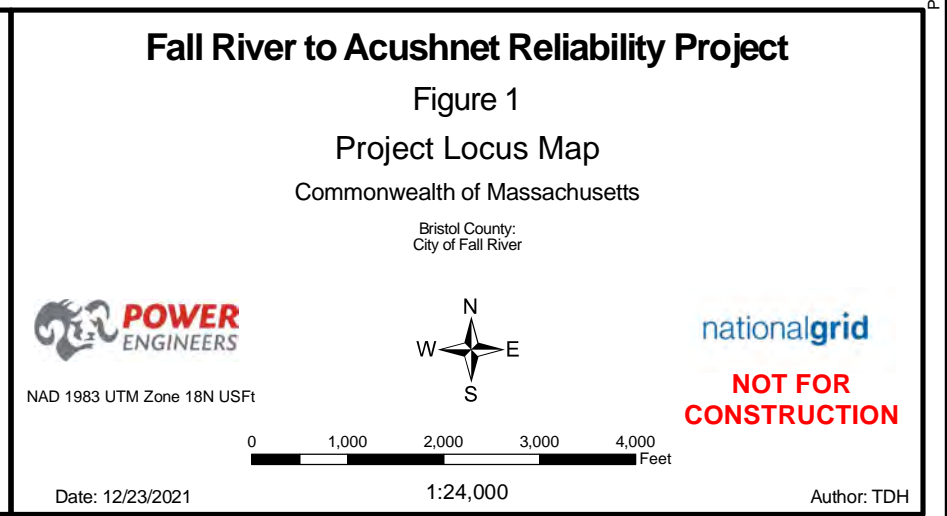 Fall River to Acushnet Reliability Project
Figure 1
Project Locus Map
Commonwealth of Massachusetts
Bristol County:
City of Fall River
POWER
ENGINEERS
NAD 1983 UTM Zone 18N USFt
N
W E
S
nationalgrid
NOT FOR
CONSTRUCTION
0 1,000 2,000 3,000 4,000
Feet
Date: 12/23/2021
1:24,000
Author: TDH